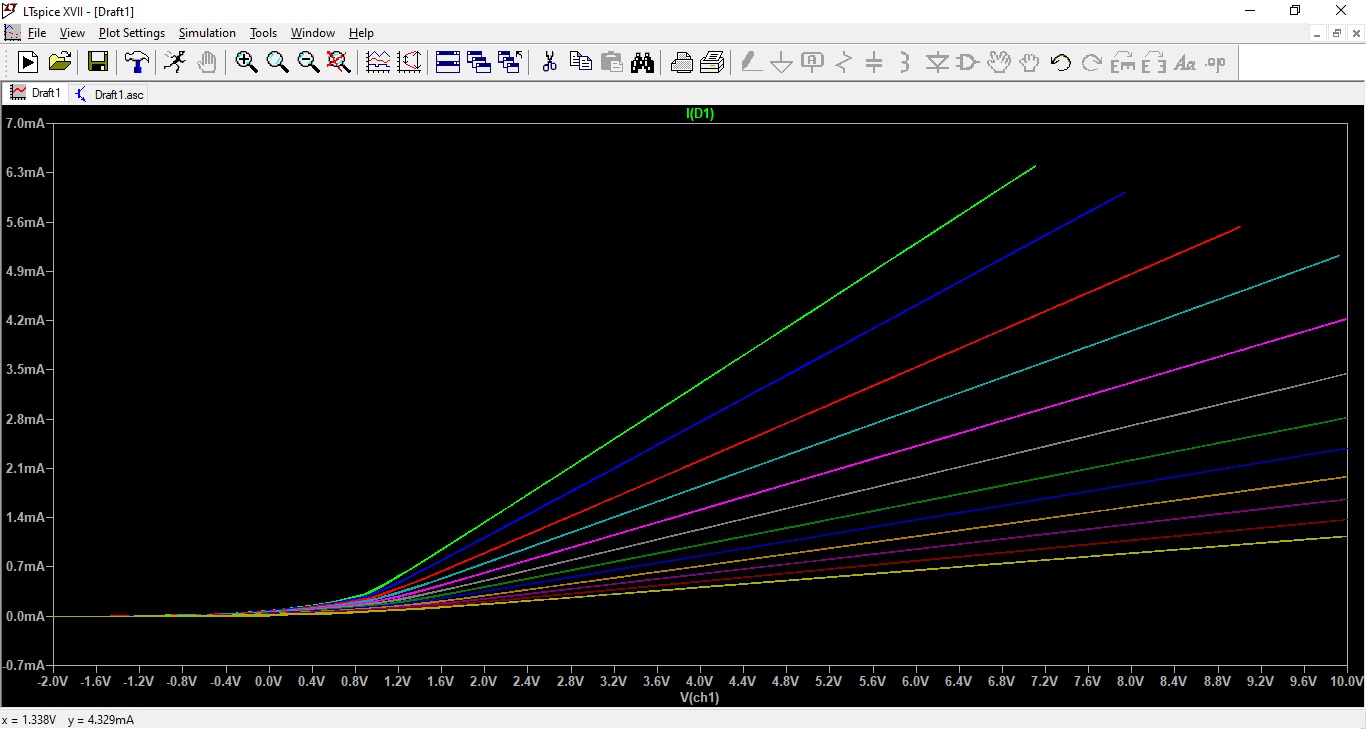 LTspice XVII - [Draft1]
File View Plot Settings Simulation Tools Window Help
Draft1 Draft1.asc
I(D1)
7.0mA
6.3mA
5.6mA
4.9mA
4.2mA
3.5mA
2.8mA
2.1mA
1.4mA
0.7mA
0.0mA
-0.7mA
-2.0V -1.6V -1.2V -0.8V -0.4V 0.0V 0.4V 0.8V 1.2V 1.6V 2.0V 2.4V 2.8V 3.2V 3.6V 4.0V 4.4V 4.8V 5.2V 5.6V 6.0V 6.4V 6.8V 7.2V 7.6V 8.0V 8.4V 8.8V 9.2V 9.6V 10.0V
V(ch1)
x = 1.338V y = 4.329mA